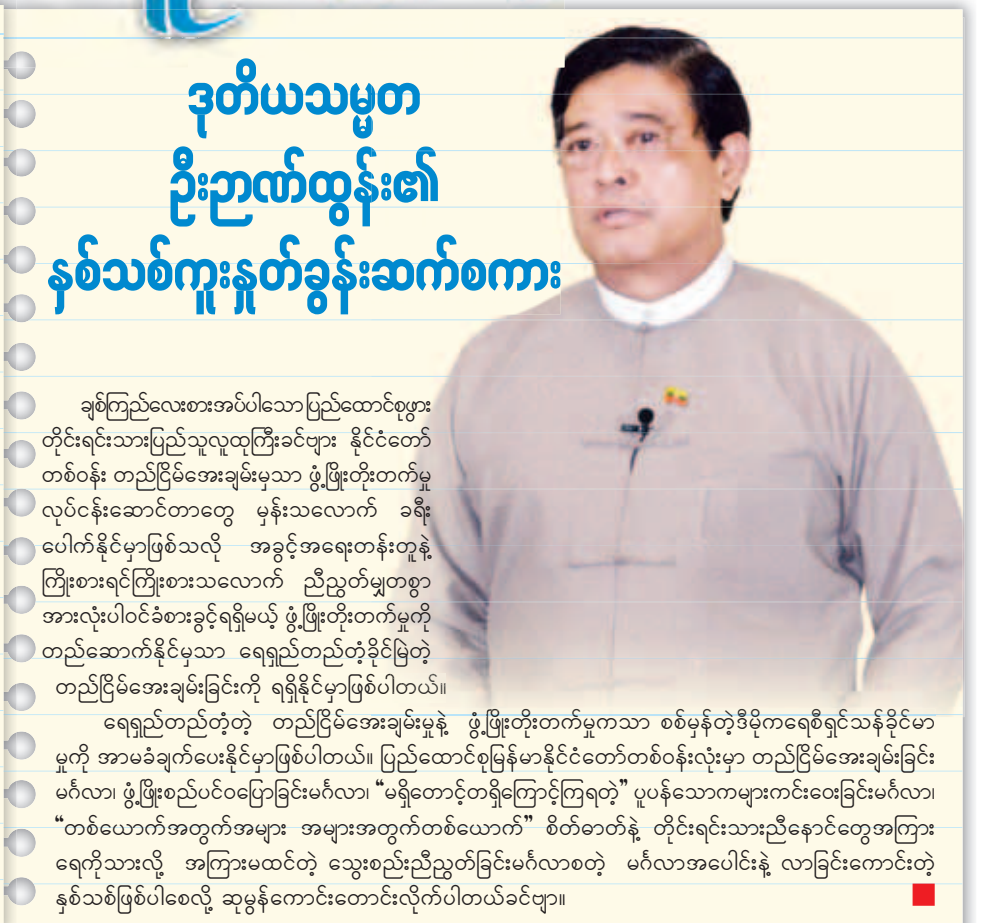 ဒုတိယသမ္မတ
ဦးဉာဏ်ထွန်း၏
နှစ်သစ်ကူးနှုတ်ခွန်းဆက်စကား
ချစ်ကြည်လေးစားအပ်ပါသော ပြည်ထောင်စုဖွား
တိုင်းရင်းသားပြည်သူလူထုကြီးခင်ဗျား နိုင်ငံတော်
တစ်ဝန်း တည်ငြိမ်အေးချမ်းမှသာ ဖွံ့ဖြိုးတိုးတက်မှု
လုပ်ငန်းဆောင်တာတွေ မှန်းသလောက် ခရီး
ပေါက်နိုင်မှာဖြစ်သလို အခွင့်အရေးတန်းတူနဲ့
ကြိုးစားရင်ကြိုးစားသလောက် ညီညွတ်မျှတစွာ
အားလုံးပါဝင်ခံစားခွင့်ရရှိမယ့် ဖွံ့ဖြိုးတိုးတက်မှုကို
တည်ဆောက်နိုင်မှသာ ရေရှည်တည်တံ့ခိုင်မြဲတဲ့
တည်ငြိမ်အေးချမ်းခြင်းကို ရရှိနိုင်မှာဖြစ်ပါတယ်။
ရေရှည်တည်တံ့တဲ့ တည်ငြိမ်အေးချမ်းမှုနဲ့ ဖွံ့ဖြိုးတိုးတက်မှုကသာ စစ်မှန်တဲ့ဒီမိုကရေစီရှင်သန်ခိုင်မာ
မှုကို အာမခံချက်ပေးနိုင်မှာဖြစ်ပါတယ်။ ပြည်ထောင်စုမြန်မာနိုင်ငံတော်တစ်ဝန်းလုံးမှာ တည်ငြိမ်အေးချမ်းခြင်း
မင်္ဂလာ၊ ဖွံ့ဖြိုးစည်ပင်ဝပြောခြင်းမင်္ဂလာ၊ “မရှိတောင့်တရှိကြောင့်ကြရတဲ့” ပူပန်သောကများကင်းဝေးခြင်းမင်္ဂလာ၊
“တစ်ယောက်အတွက်အများ အများအတွက်တစ်ယောက်” စိတ်ဓာတ်နဲ့ တိုင်းရင်းသားညီနောင်တွေအကြား
ရေကိုသားလို့ အကြားမထင်တဲ့ သွေးစည်းညီညွတ်ခြင်းမင်္ဂလာစတဲ့ မင်္ဂလာအပေါင်းနဲ့ လာခြင်းကောင်းတဲ့
နှစ်သစ်ဖြစ်ပါစေလို့ ဆုမွန်ကောင်းတောင်းလိုက်ပါတယ်ခင်ဗျာ။